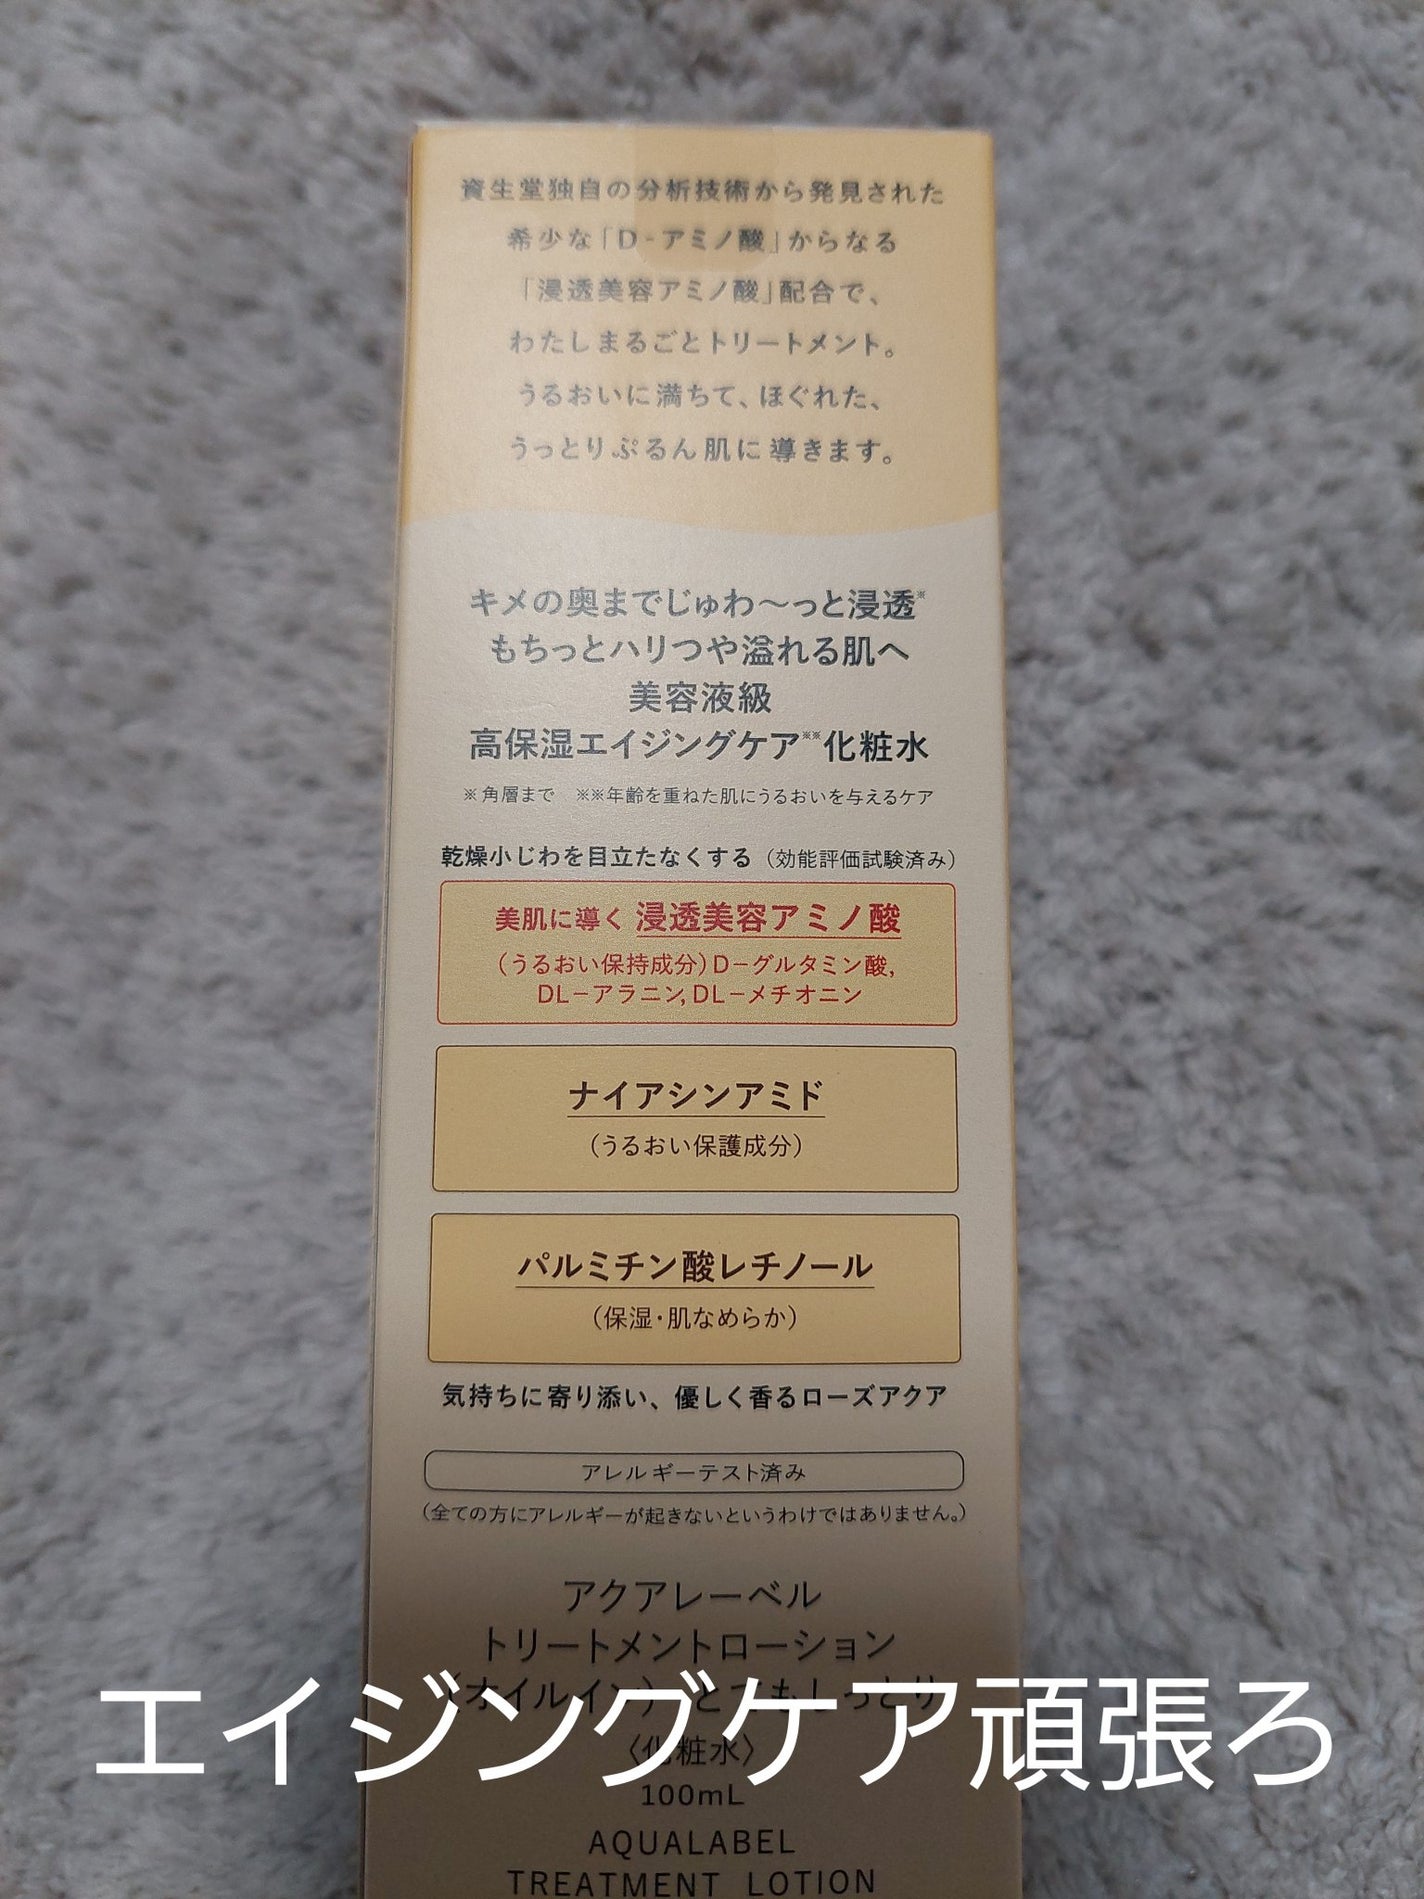 資生堂独自の分析技術から発見された
希少な「D-アミノ酸」からなる
「浸透美容アミノ酸」配合で、
わたしまるごとトリートメント。
うるおいに満ちて、ほぐれた、
うっとりぷるん肌に導きます。
キメの奥までじゅわ〜っと浸透※
もちっとハリつや溢れる肌へ
美容液級
高保湿エイジングケア※※化粧水
※角層まで ※※年齢を重ねた肌にうるおいを与えるケア
乾燥小じわを目立たなくする（効能評価試験済み）
美肌に導く 浸透美容アミノ酸
（うるおい保持成分）D−グルタミン酸,
DL−アラニン, DL−メチオニン
ナイアシンアミド
（うるおい保護成分）
パルミチン酸レチノール
（保湿・肌なめらか）
気持ちに寄り添い、優しく香るローズアクア
アレルギーテスト済み
（全ての方にアレルギーが起きないというわけではありません。）
アクアレーベル
トリートメントローション
（オイルイン） とてもしっとり
エイジングケア頑張ろ
〈化粧水〉
100mL
AQUALABEL
TREATMENT LOTION